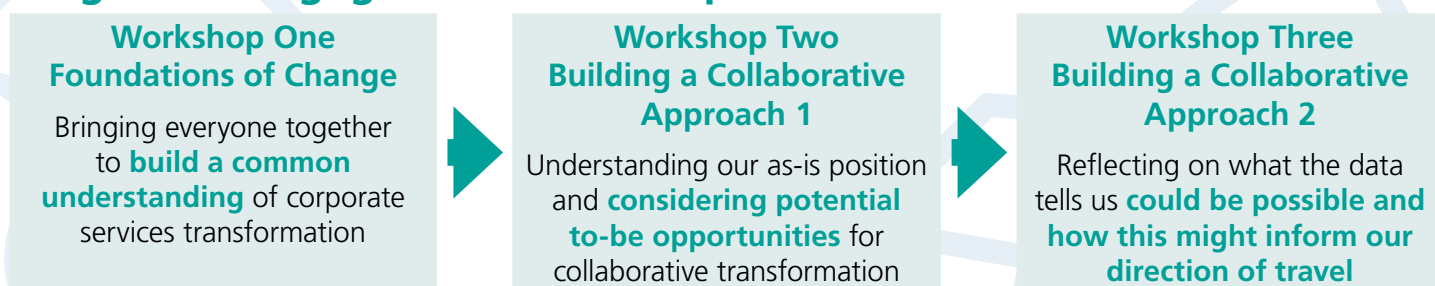 Workshop One
Foundations of Change
Bringing everyone together
to build a common
understanding of corporate
services transformation
Workshop Two
Building a Collaborative
Approach 1
Understanding our as-is position
and considering potential
to-be opportunities for
collaborative transformation
Workshop Three
Building a Collaborative
Approach 2
Reflecting on what the data
tells us could be possible and
how this might inform our
direction of travel